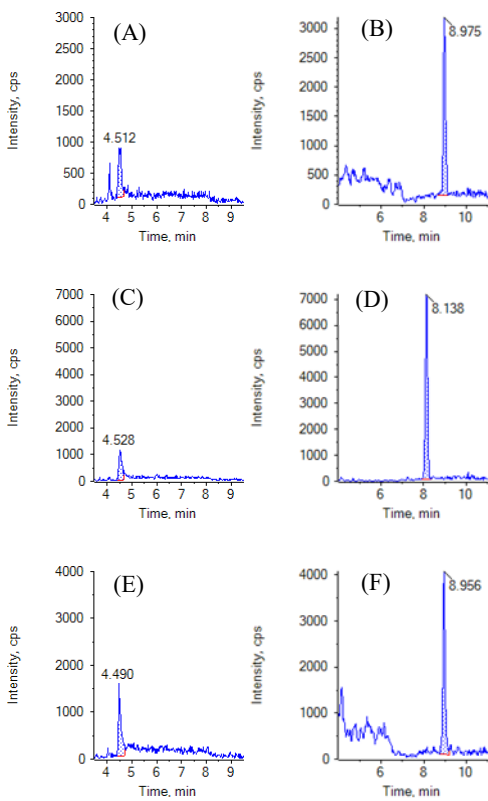 (A)
Intensity, cps
3000
2500
2000
1500
1000
500
0
4.512
4 5 6 7 8 9
Time, min
(B)
Intensity, cps
3000
2500
2000
1500
1000
500
0
8.975
6 8 10
Time, min
(C)
Intensity, cps
7000
6000
5000
4000
3000
2000
1000
0
4.528
4 5 6 7 8 9
Time, min
(D)
Intensity, cps
7000
6000
5000
4000
3000
2000
1000
0
8.138
6 8 10
Time, min
(E)
Intensity, cps
4000
3000
2000
1000
0
4.490
4 5 6 7 8 9
Time, min
(F)
Intensity, cps
4000
3000
2000
1000
0
8.956
6 8 10
Time, min